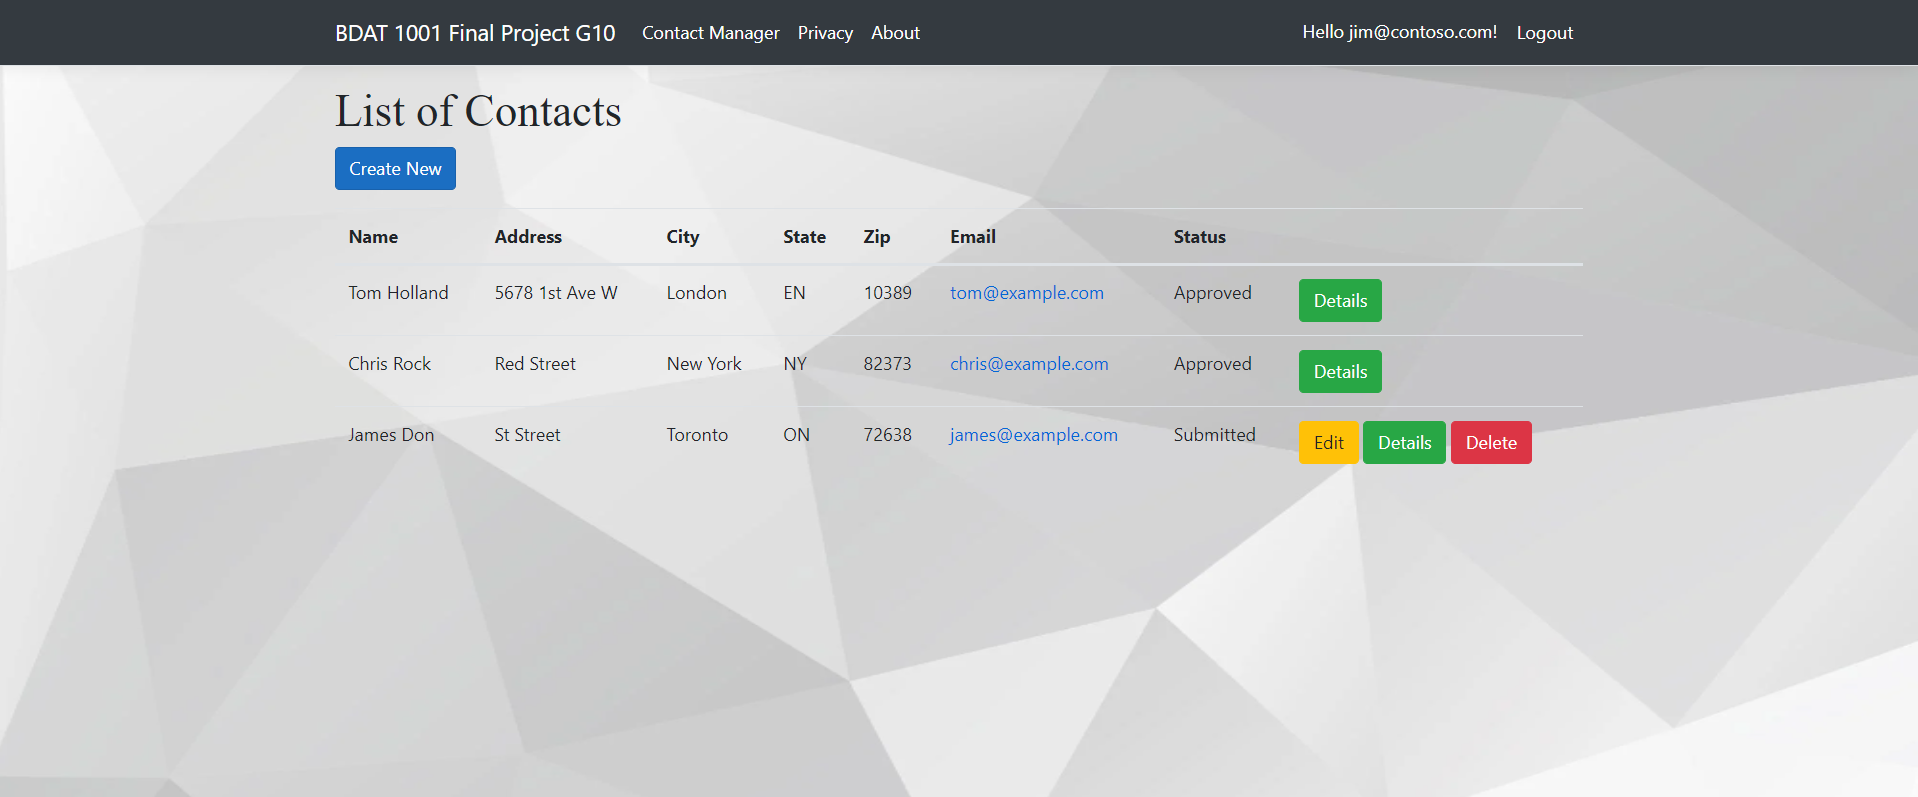 BDAT 1001 Final Project G10 Contact Manager Privacy About Hello jim@contoso.com! Logout
List of Contacts
Create New
Name Address City State Zip Email Status
Tom Holland 5678 1st Ave W London EN 10389 tom@example.com Approved Details
Chris Rock Red Street New York NY 82373 chris@example.com Approved Details
James Don St Street Toronto ON 72638 james@example.com Submitted Edit Details Delete